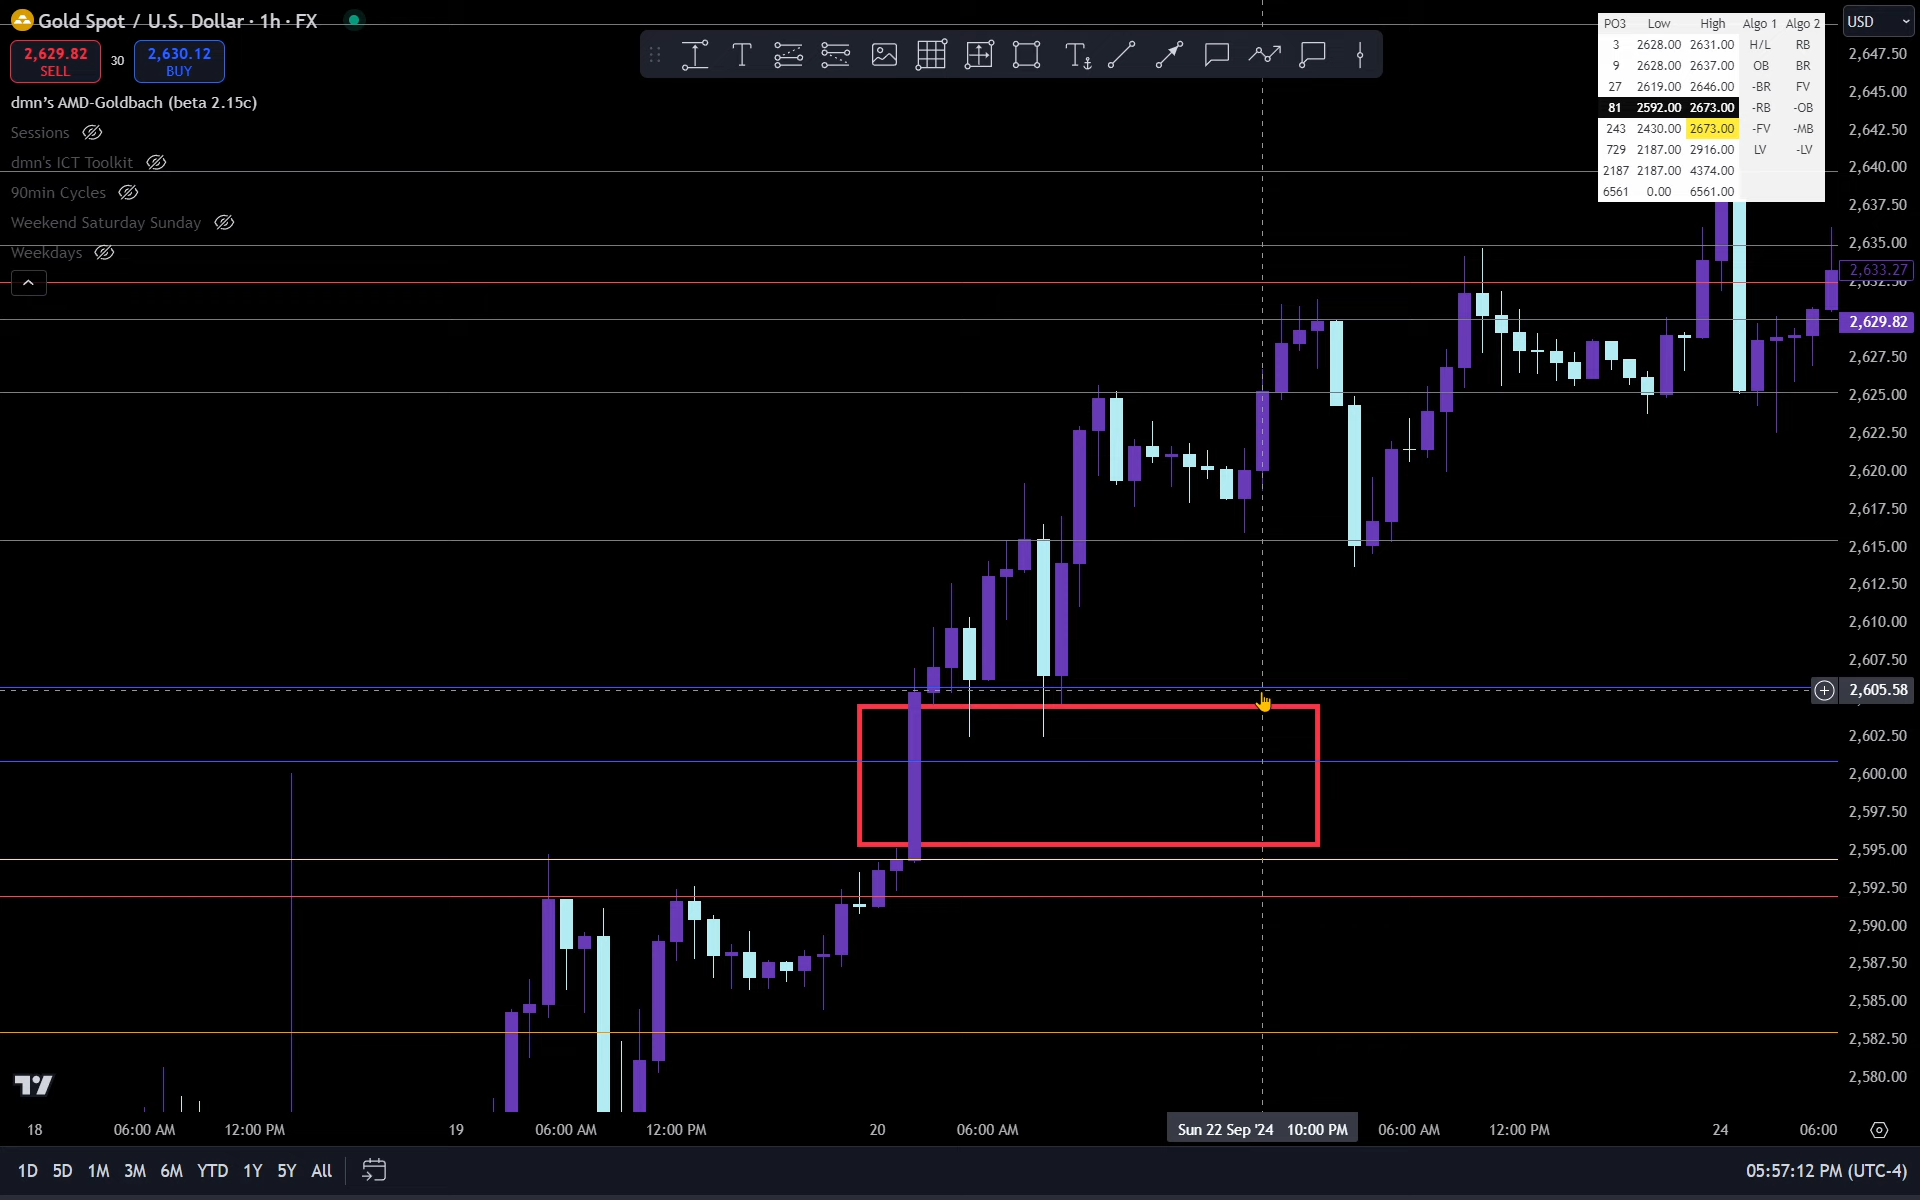 Gold Spot / U.S. Dollar · 1h · FX
2,629.82
SELL
30
2,630.12
BUY
dmn's AMD-Goldbach (beta 2.15c)
Sessions
dmn's ICT Toolkit
90min Cycles
Weekend Saturday Sunday
Weekdays
PO3 Low High Algo 1 Algo 2
3 2628.00 2631.00 H/L RB
9 2628.00 2637.00 OB BR
27 2619.00 2646.00 -BR FV
81 2592.00 2673.00 -RB -OB
243 2430.00 2673.00 -FV -MB
729 2187.00 2916.00 LV -LV
2187 2187.00 4374.00
6561 0.00 6561.00
USD
2,647.50
2,645.00
2,642.50
2,640.00
2,637.50
2,635.00
2,633.27
2,632.50
2,629.82
2,627.50
2,625.00
2,622.50
2,620.00
2,617.50
2,615.00
2,612.50
2,610.00
2,607.50
2,605.58
2,602.50
2,600.00
2,597.50
2,595.00
2,592.50
2,590.00
2,587.50
2,585.00
2,582.50
2,580.00
18 06:00 AM 12:00 PM 19 06:00 AM 12:00 PM 20 06:00 AM Sun 22 Sep '24 10:00 PM 06:00 AM 12:00 PM 24 06:00
1D 5D 1M 3M 6M YTD 1Y 5Y All
05:57:12 PM (UTC-4)